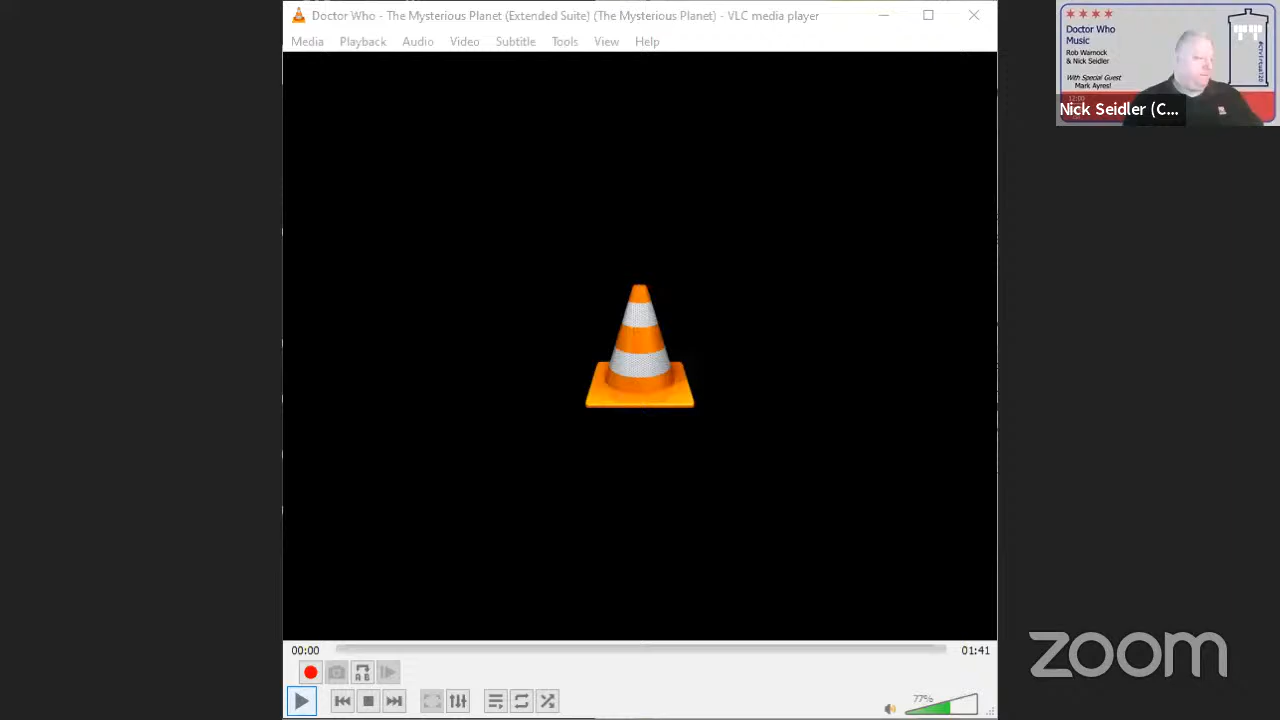 Doctor Who - The Mysterious Planet (Extended Suite) (The Mysterious Planet) - VLC media player
Media Playback Audio Video Subtitle Tools View Help
00:00
01:41
A B
77%
Doctor Who
Music
Rob Warnock
& Nick Seidler
With Special Guest
Mark Ayres!
12:00
Nick Seidler (C...
zoom